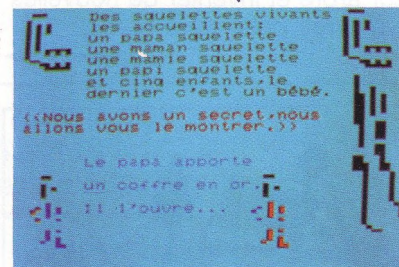 Des squelettes vivants
les accueillent:
un papa squelette
une maman squelette
une mamie squelette
un papi squelette
et cinq enfants,le
dernier c'est un bébé.
<<Nous avons un secret,nous
allons vous le montrer.>>
Le papa apporte
un coffre en or.
Il l'ouvre...